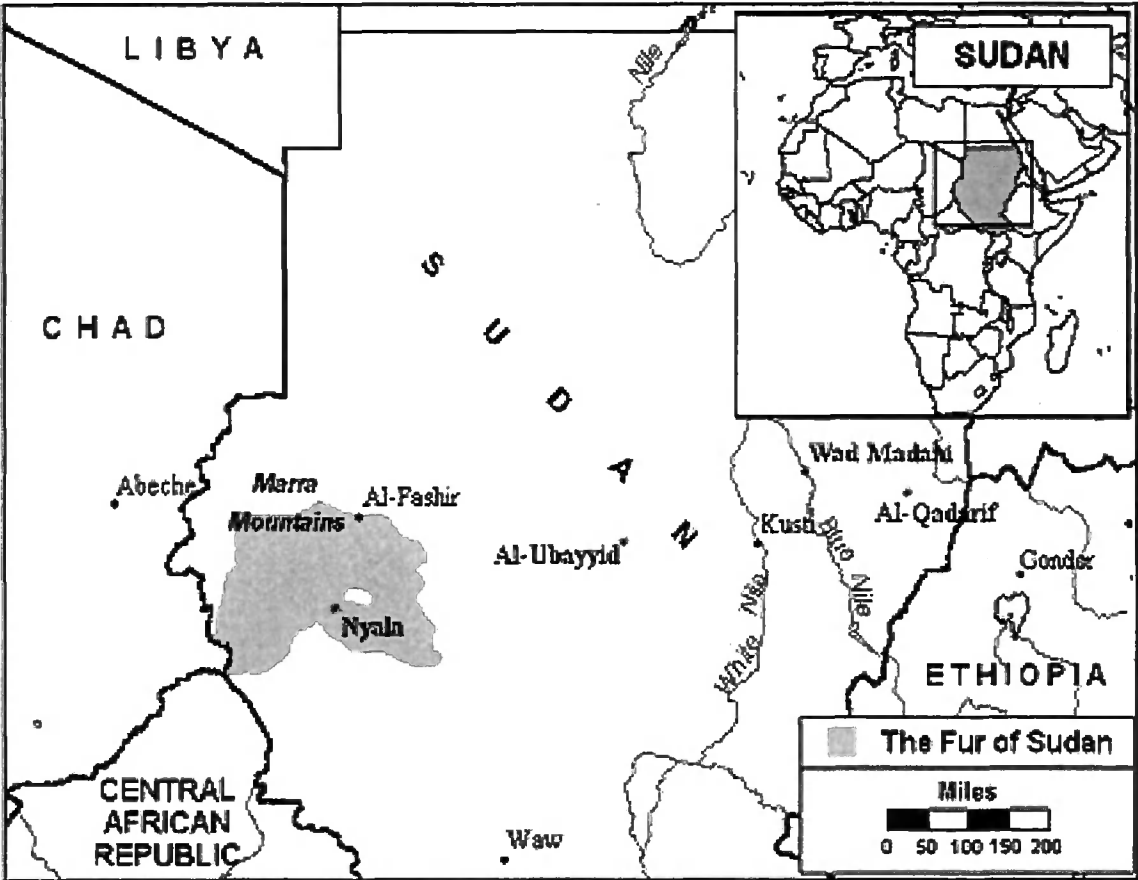 LIBYA
Nile
SUDAN
CHAD
SUDAN
Abeche
Marra
Mountains
Al-Fashir
Nyala
Al-Ubayyid
Wad Madani
Al-Qadarif
Kusti
Blue Nile
White Nile
Gonder
ETHIOPIA
CENTRAL
AFRICAN
REPUBLIC
Waw
The Fur of Sudan
Miles
0 50 100 150 200